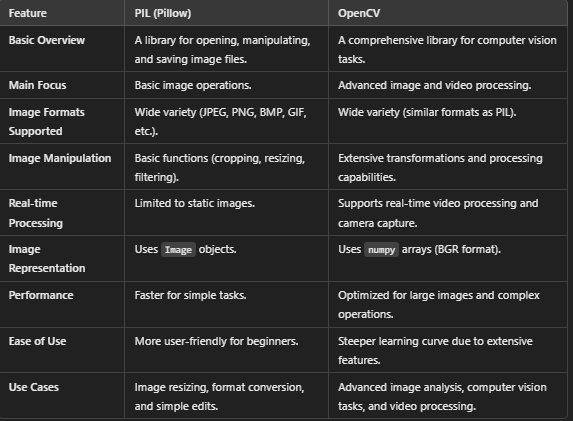 Feature PIL (Pillow) OpenCV
Basic Overview A library for opening, manipulating, A comprehensive library for computer vision
and saving image files. tasks.
Main Focus Basic image operations. Advanced image and video processing.
Image Formats Wide variety (JPEG, PNG, BMP, GIF, Wide variety (similar formats as PIL).
Supported etc.).
Image Manipulation Basic functions (cropping, resizing, Extensive transformations and processing
filtering). capabilities.
Real-time Limited to static images. Supports real-time video processing and
Processing camera capture.
Image Uses Image objects. Uses numpy arrays (BGR format).
Representation
Performance Faster for simple tasks. Optimized for large images and complex
operations.
Ease of Use More user-friendly for beginners. Steeper learning curve due to extensive
features.
Use Cases Image resizing, format conversion, Advanced image analysis, computer vision
and simple edits. tasks, and video processing.